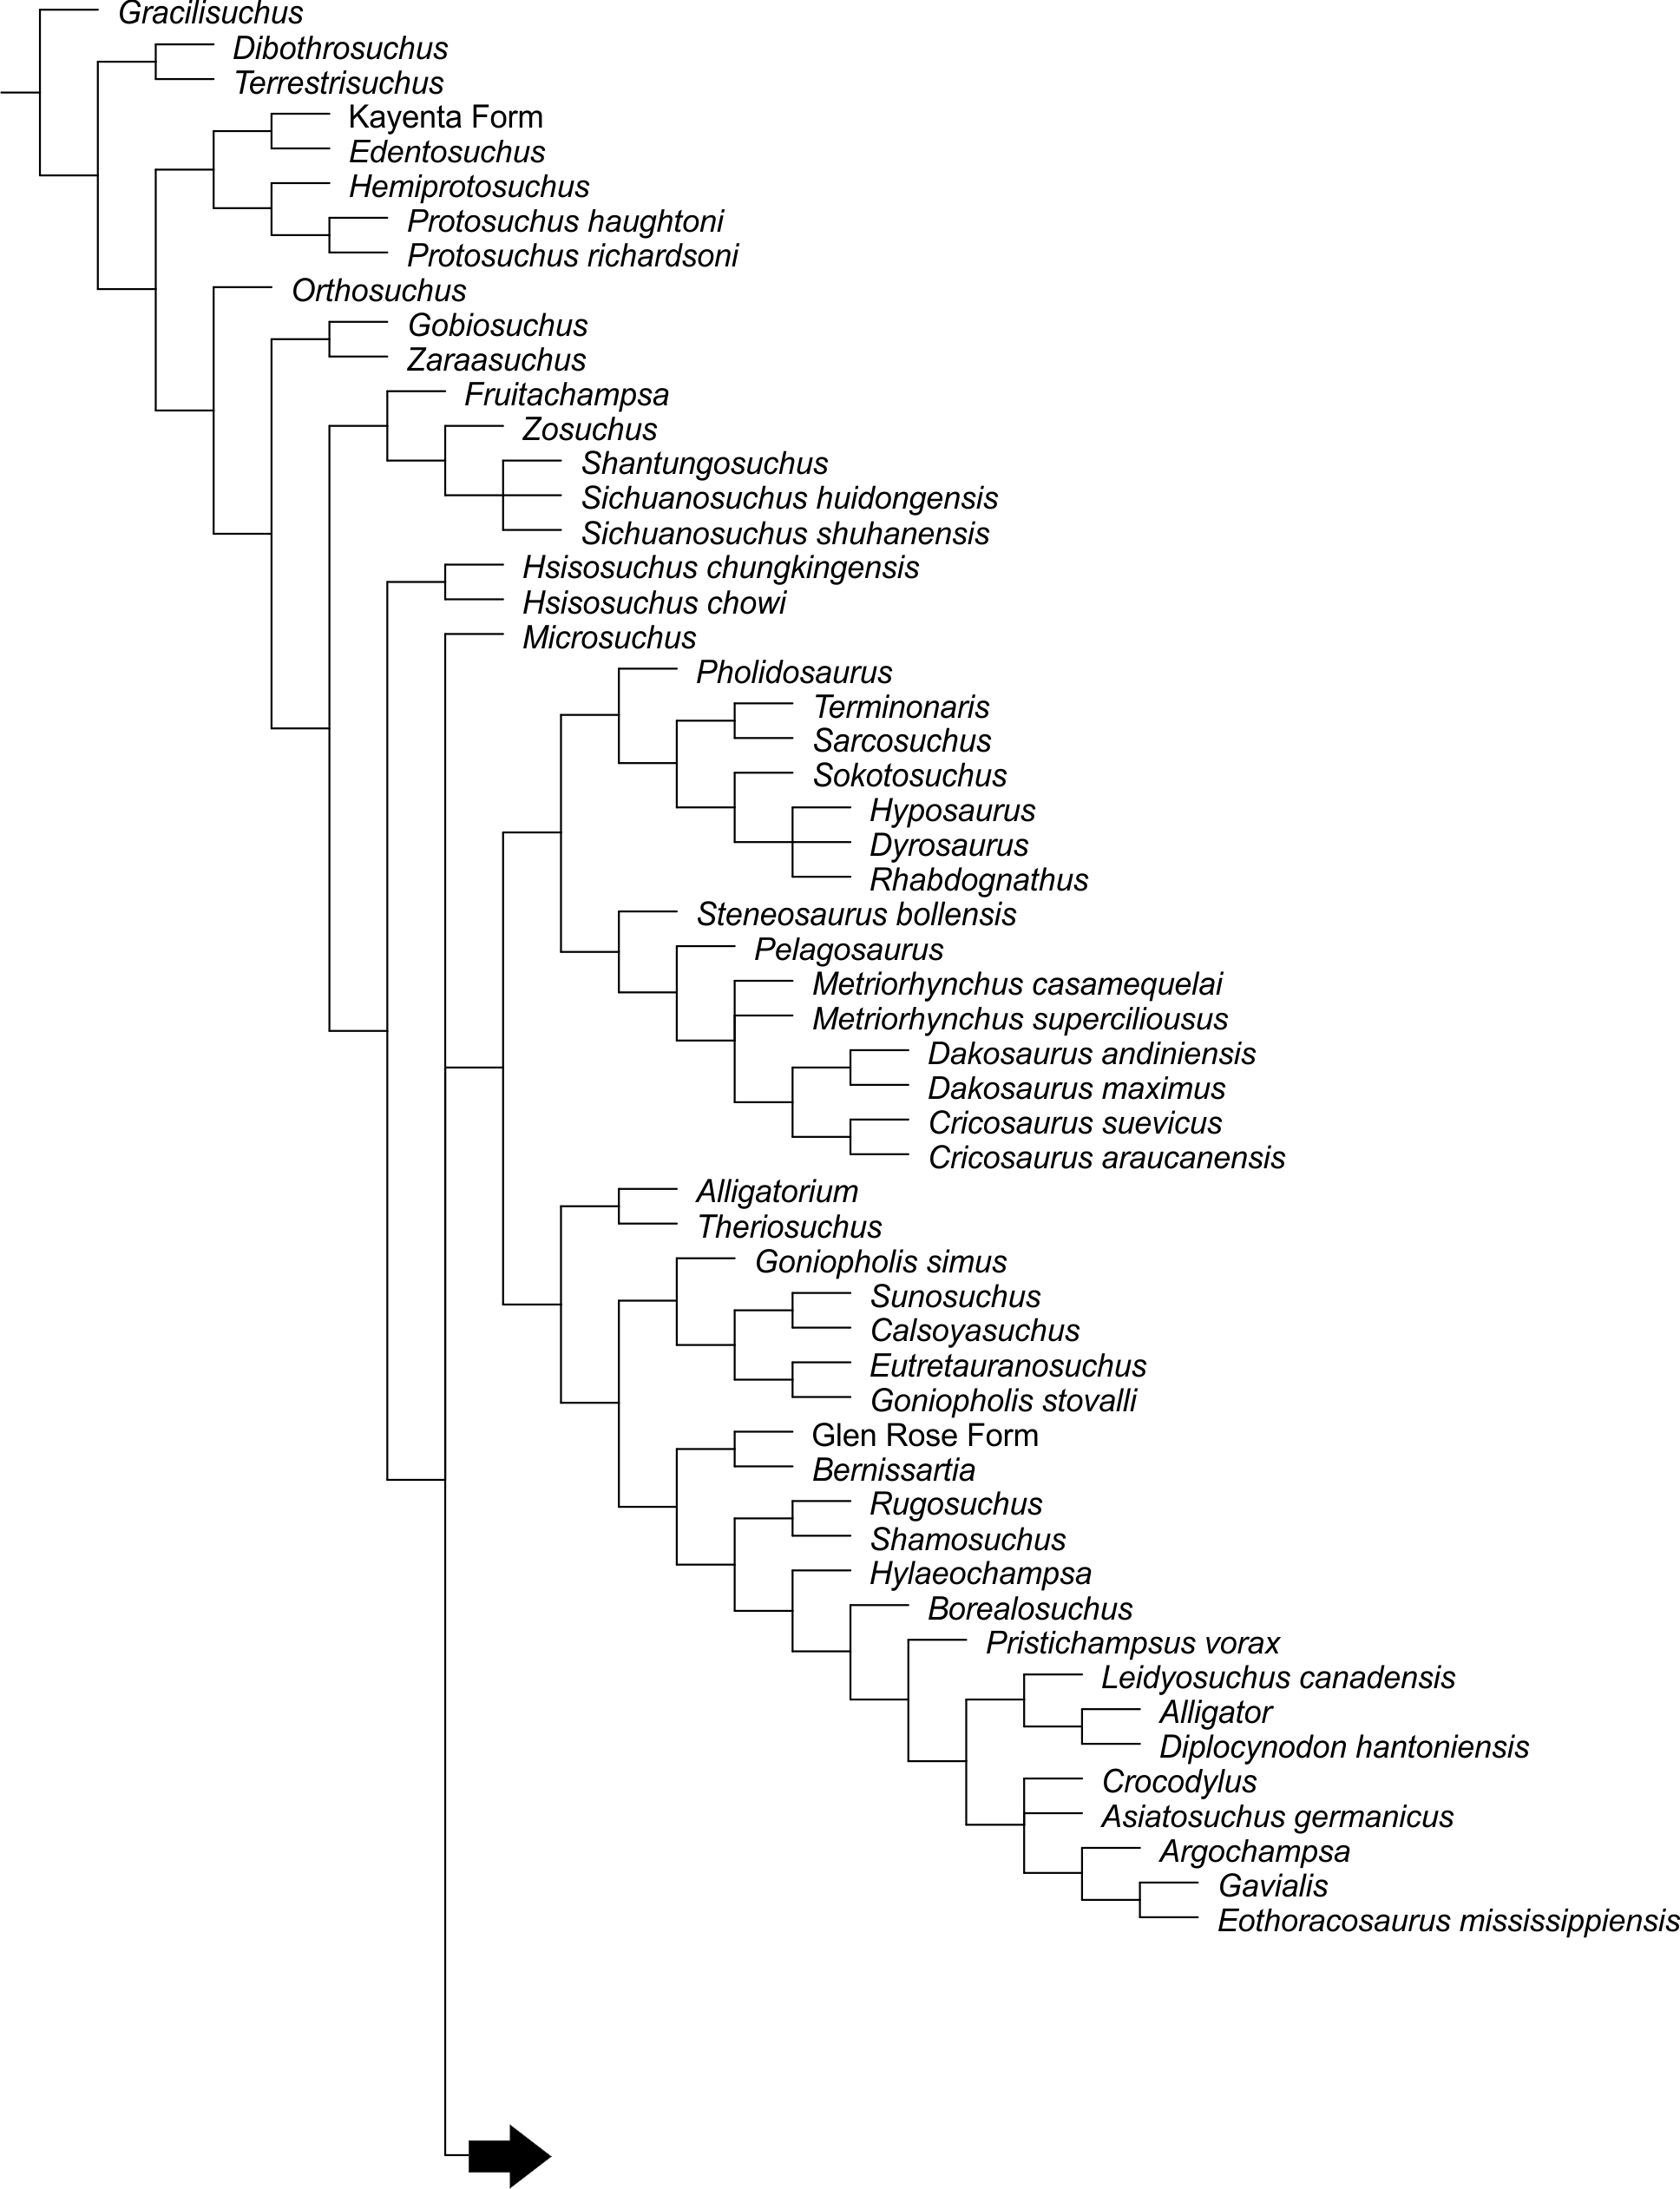 Gracilisuchus
Dibothrosuchus
Terrestrisuchus
Kayenta Form
Edentosuchus
Hemiprotosuchus
Protosuchus haughtoni
Protosuchus richardsoni
Orthosuchus
Gobiosuchus
Zaraasuchus
Fruitachampsa
Zosuchus
Shantungosuchus
Sichuanosuchus huidongensis
Sichuanosuchus shuhanensis
Hsisosuchus chungkingensis
Hsisosuchus chowi
Microsuchus
Pholidosaurus
Terminonaris
Sarcosuchus
Sokotosuchus
Hyposaurus
Dyrosaurus
Rhabdognathus
Steneosaurus bollensis
Pelagosaurus
Metriorhynchus casamequelai
Metriorhynchus superciliousus
Dakosaurus andiniensis
Dakosaurus maximus
Cricosaurus suevicus
Cricosaurus araucanensis
Alligatorium
Theriosuchus
Goniopholis simus
Sunosuchus
Calsoyasuchus
Eutretauranosuchus
Goniopholis stovalli
Glen Rose Form
Bernissartia
Rugosuchus
Shamosuchus
Hylaeochampsa
Borealosuchus
Pristichampsus vorax
Leidyosuchus canadensis
Alligator
Diplocynodon hantoniensis
Crocodylus
Asiatosuchus germanicus
Argochampsa
Gavialis
Eothoracosaurus mississippiensis